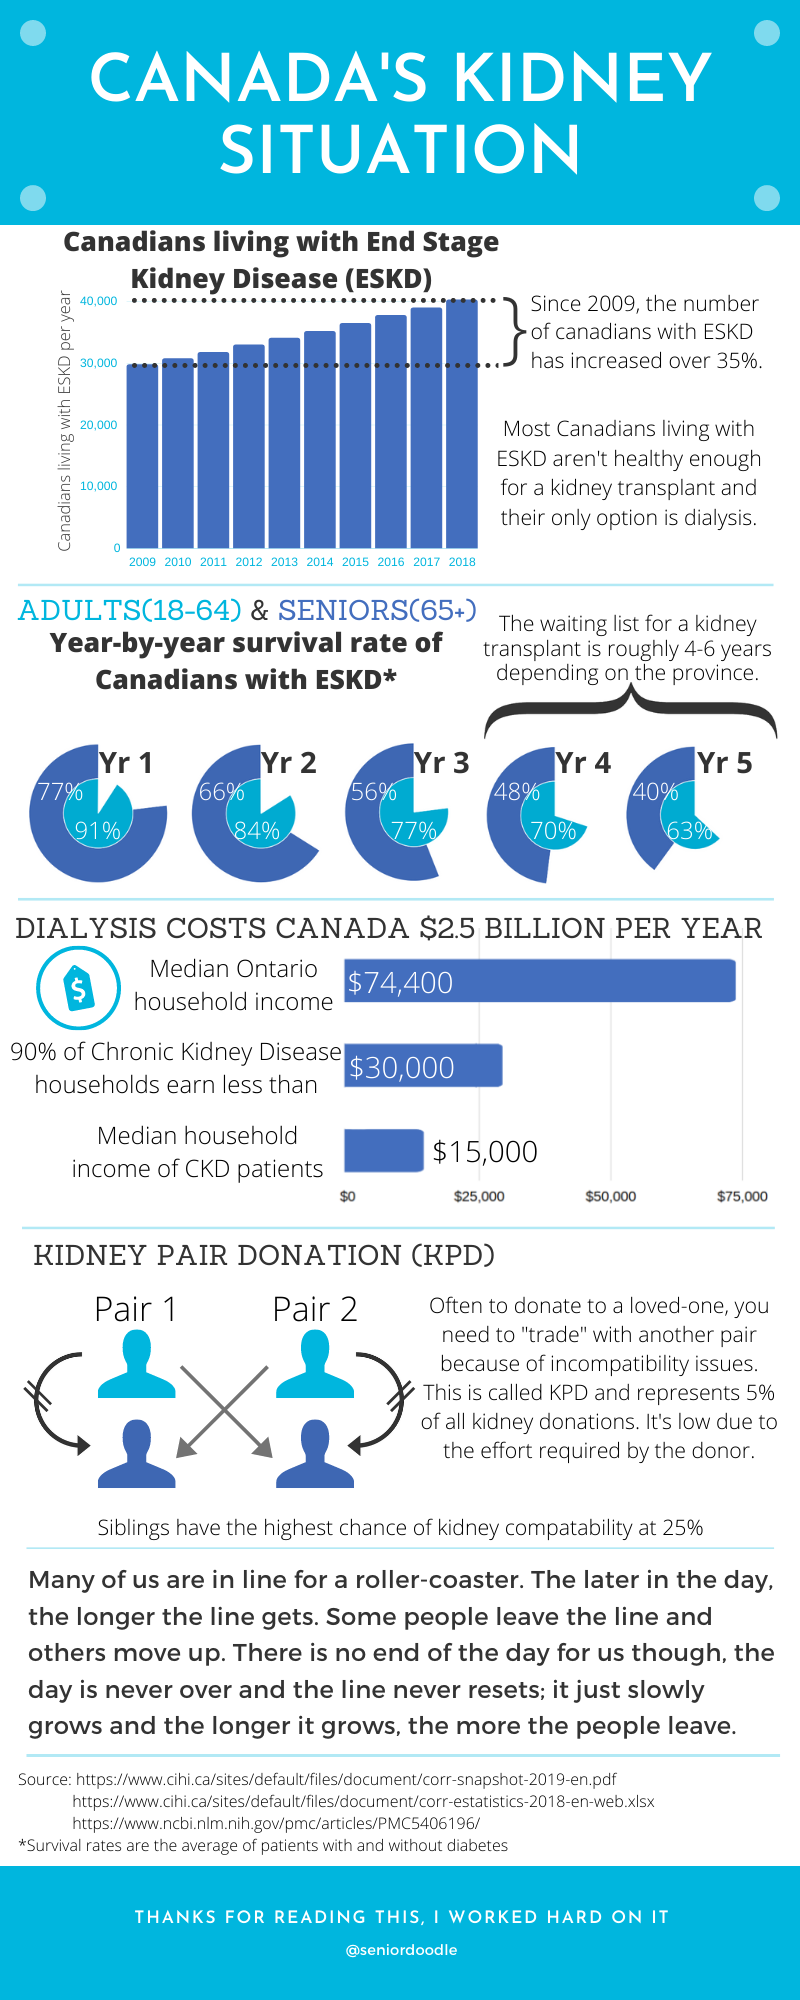 CANADA'S KIDNEY
SITUATION
Canadians living with End Stage
Kidney Disease (ESKD)
Canadians living with ESKD per year
40,000
30,000
20,000
10,000
0
2009 2010 2011 2012 2013 2014 2015 2016 2017 2018
Since 2009, the number
of canadians with ESKD
has increased over 35%.
Most Canadians living with
ESKD aren't healthy enough
for a kidney transplant and
their only option is dialysis.
ADULTS(18-64) & SENIORS(65+)
Year-by-year survival rate of
Canadians with ESKD*
The waiting list for a kidney
transplant is roughly 4-6 years
depending on the province.
Yr 1
77%
91%
Yr 2
66%
84%
Yr 3
56%
77%
Yr 4
48%
70%
Yr 5
40%
63%
DIALYSIS COSTS CANADA $2.5 BILLION PER YEAR
$
Median Ontario
household income
$74,400
90% of Chronic Kidney Disease
households earn less than
$30,000
Median household
income of CKD patients
$15,000
$0 $25,000 $50,000 $75,000
KIDNEY PAIR DONATION (KPD)
Pair 1 Pair 2
Often to donate to a loved-one, you
need to "trade" with another pair
because of incompatibility issues.
This is called KPD and represents 5%
of all kidney donations. It's low due to
the effort required by the donor.
Siblings have the highest chance of kidney compatability at 25%
Many of us are in line for a roller-coaster. The later in the day,
the longer the line gets. Some people leave the line and
others move up. There is no end of the day for us though, the
day is never over and the line never resets; it just slowly
grows and the longer it grows, the more the people leave.
Source: https://www.cihi.ca/sites/default/files/document/corr-snapshot-2019-en.pdf
https://www.cihi.ca/sites/default/files/document/corr-estatistics-2018-en-web.xlsx
https://www.ncbi.nlm.nih.gov/pmc/articles/PMC5406196/
*Survival rates are the average of patients with and without diabetes
THANKS FOR READING THIS, I WORKED HARD ON IT
@seniordoodle